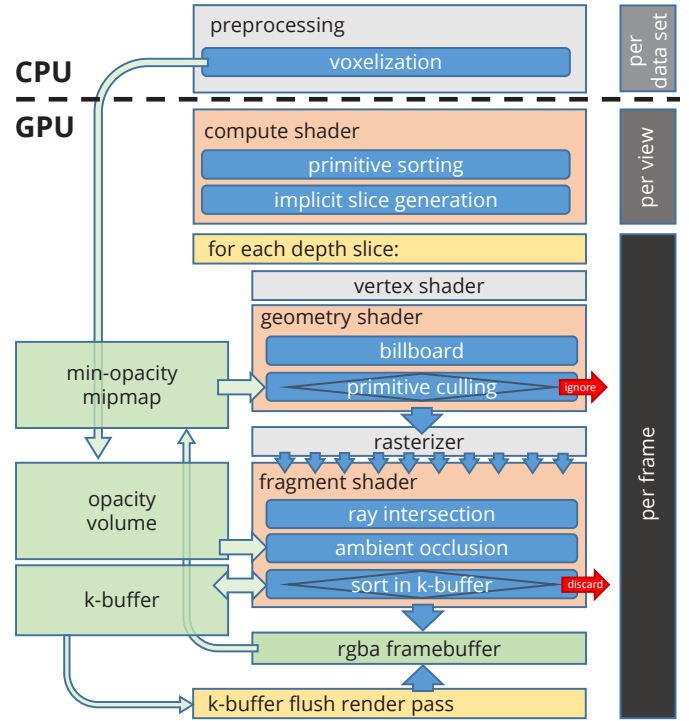 preprocessing
voxelization
CPU
per
data set
GPU
compute shader
primitive sorting
implicit slice generation
per view
for each depth slice:
vertex shader
geometry shader
billboard
min-opacity
mipmap
primitive culling
ignore
rasterizer
fragment shader
opacity
volume
ray intersection
ambient occlusion
per frame
k-buffer
sort in k-buffer
discard
rgba framebuffer
k-buffer flush render pass